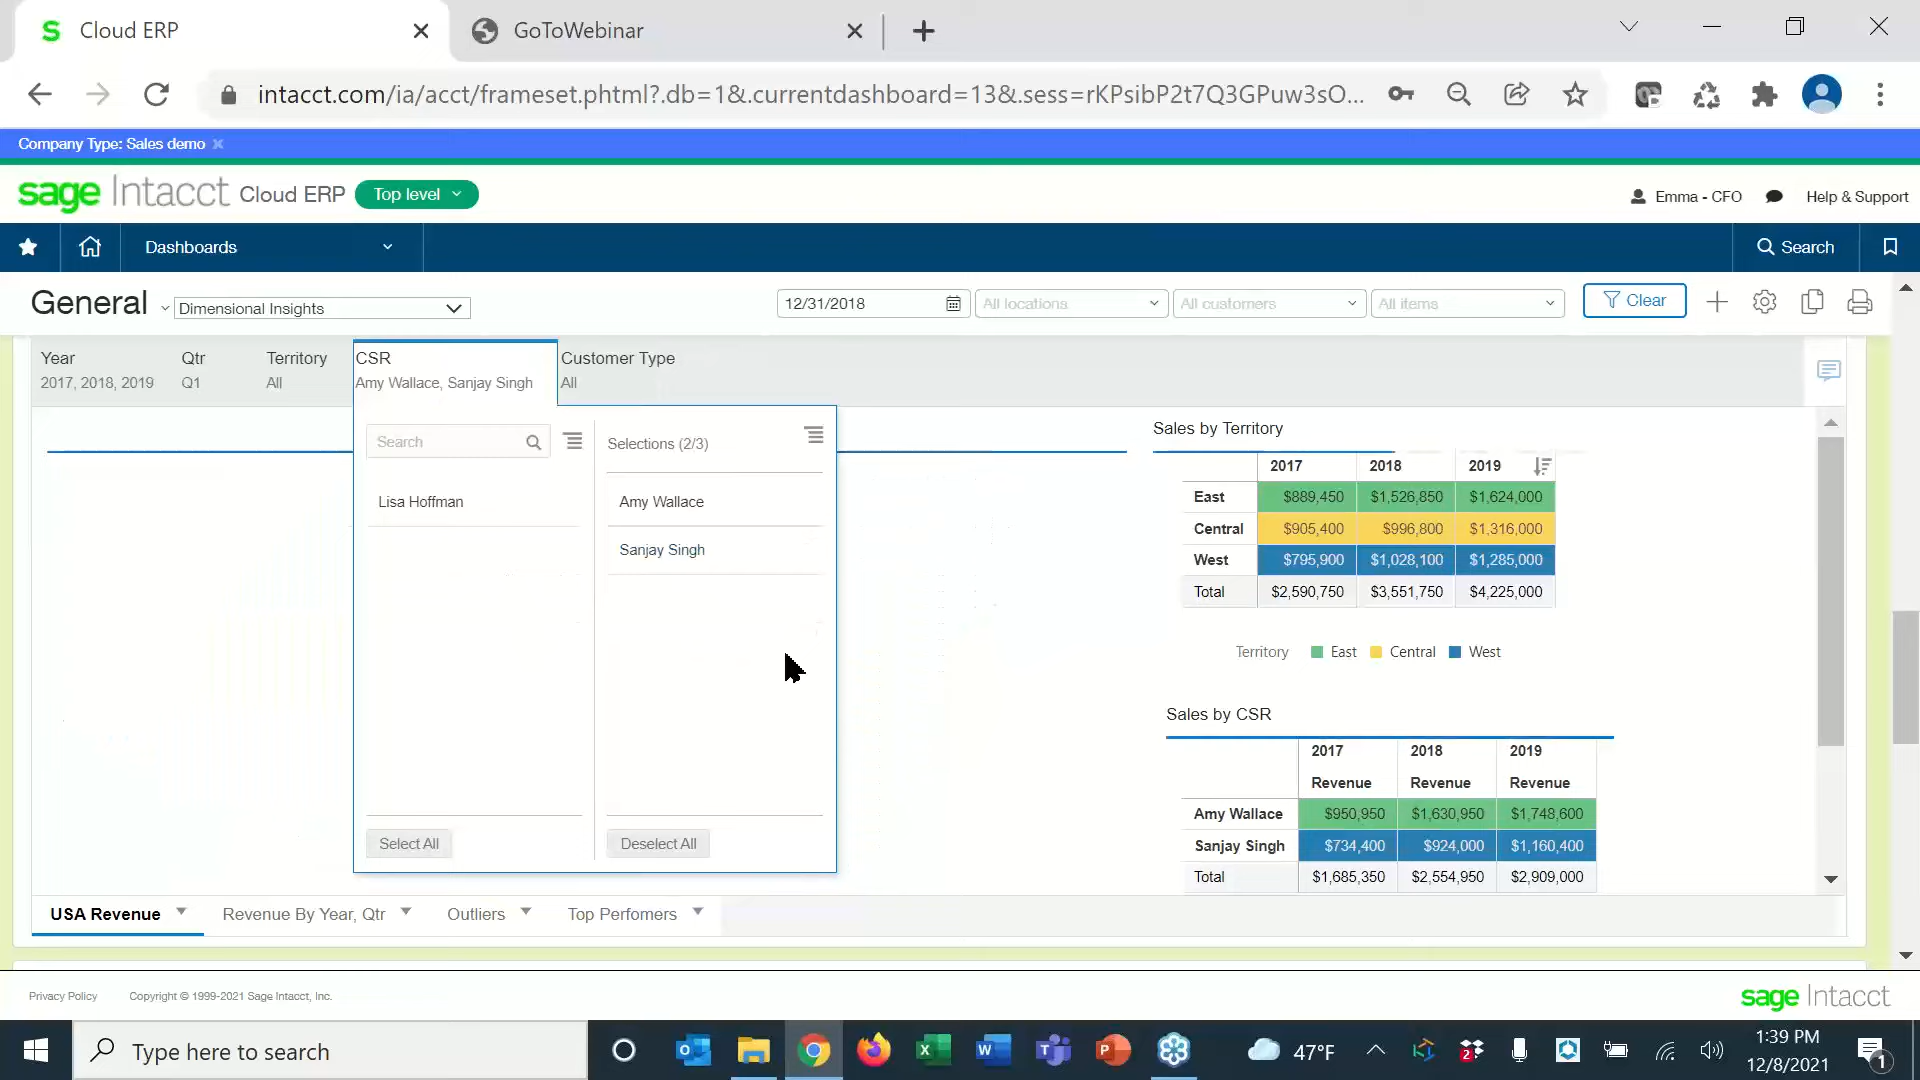 Cloud ERP
GoToWebinar
intacct.com/ia/acct/frameset.phtml?.db=1&.currentdashboard=13&.sess=rKPsibP2t7Q3GPuw3sO...
Company Type: Sales demo
sage Intacct Cloud ERP Top level
Emma - CFO Help & Support
Dashboards
Search
General Dimensional Insights
12/31/2018 All locations All customers All items Clear
Year Qtr Territory CSR Customer Type
2017, 2018, 2019 Q1 All Amy Wallace, Sanjay Singh All
Search Selections (2/3)
Lisa Hoffman Amy Wallace
Sanjay Singh
Select All Deselect All
Sales by Territory
2017 2018 2019
East $889,450 $1,526,850 $1,624,000
Central $905,400 $996,800 $1,316,000
West $795,900 $1,028,100 $1,285,000
Total $2,590,750 $3,551,750 $4,225,000
Territory East Central West
Sales by CSR
2017 2018 2019
Revenue Revenue Revenue
Amy Wallace $950,950 $1,630,950 $1,748,600
Sanjay Singh $734,400 $924,000 $1,160,400
Total $1,685,350 $2,554,950 $2,909,000
USA Revenue Revenue By Year, Qtr Outliers Top Perfomers
Privacy Policy Copyright © 1999-2021 Sage Intacct, Inc.
sage Intacct
Type here to search
47°F
1:39 PM
12/8/2021
2
1